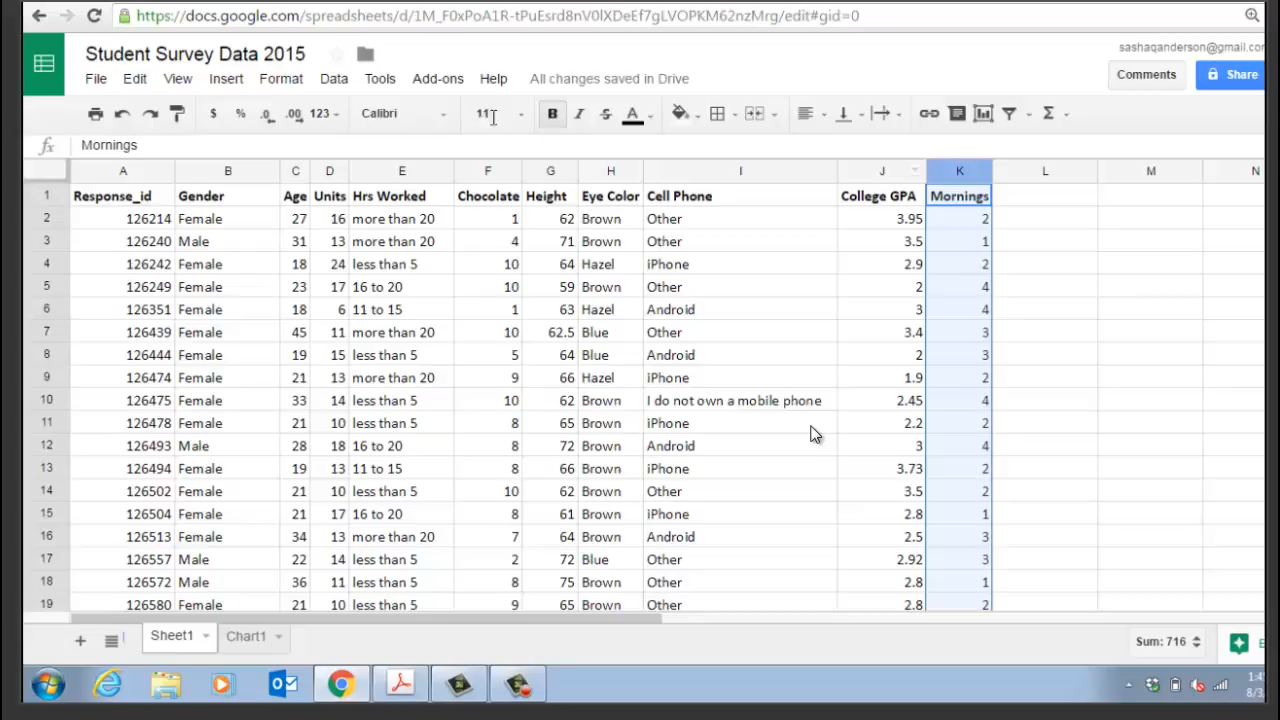 https://docs.google.com/spreadsheets/d/1M_F0xPoA1R-tPuEsrd8nV0lXDeEf7gLVOPKM62nzMrg/edit#gid=0
Student Survey Data 2015
sashaqanderson@gmail.com
File Edit View Insert Format Data Tools Add-ons Help All changes saved in Drive Comments Share
$ % .0 .00 123 Calibri 11 B I S A Σ
fx Mornings
A B C D E F G H I J K L M N
1 Response_id Gender Age Units Hrs Worked Chocolate Height Eye Color Cell Phone College GPA Mornings
2 126214 Female 27 16 more than 20 1 62 Brown Other 3.95 2
3 126240 Male 31 13 more than 20 4 71 Brown Other 3.5 1
4 126242 Female 18 24 less than 5 10 64 Hazel iPhone 2.9 2
5 126249 Female 23 17 16 to 20 10 59 Brown Other 2 4
6 126351 Female 18 6 11 to 15 1 63 Hazel Android 3 4
7 126439 Female 45 11 more than 20 10 62.5 Blue Other 3.4 3
8 126444 Female 19 15 less than 5 5 64 Blue Android 2 3
9 126474 Female 21 13 more than 20 9 66 Hazel iPhone 1.9 2
10 126475 Female 33 14 less than 5 10 62 Brown I do not own a mobile phone 2.45 4
11 126478 Female 21 10 less than 5 8 65 Brown iPhone 2.2 2
12 126493 Male 28 18 16 to 20 8 72 Brown Android 3 4
13 126494 Female 19 13 11 to 15 8 66 Brown iPhone 3.73 2
14 126502 Female 21 10 less than 5 10 62 Brown Other 3.5 2
15 126504 Female 21 17 16 to 20 8 61 Brown iPhone 2.8 1
16 126513 Female 34 13 more than 20 7 64 Brown Android 2.5 3
17 126557 Male 22 14 less than 5 2 72 Blue Other 2.92 3
18 126572 Male 36 11 less than 5 8 75 Brown Other 2.8 1
19 126580 Female 21 10 less than 5 9 65 Brown Other 2.8 2
Sheet1 Chart1 Sum: 716
8/3